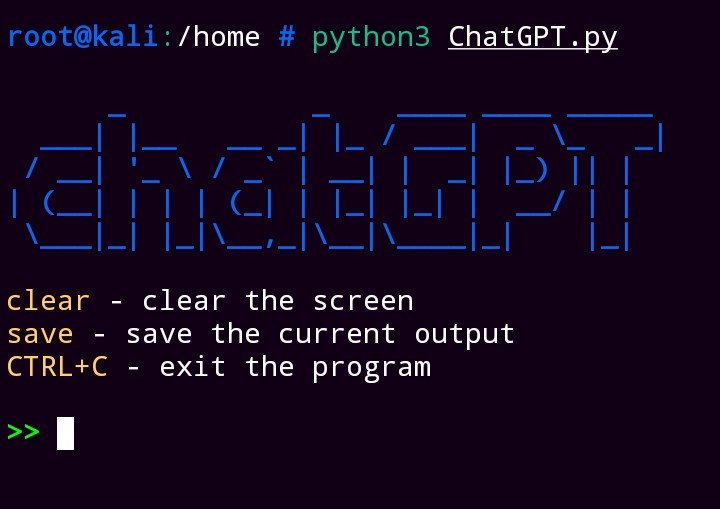 root@kali:/home # python3 ChatGPT.py
chatGPT
clear - clear the screen
save - save the current output
CTRL+C - exit the program
>>